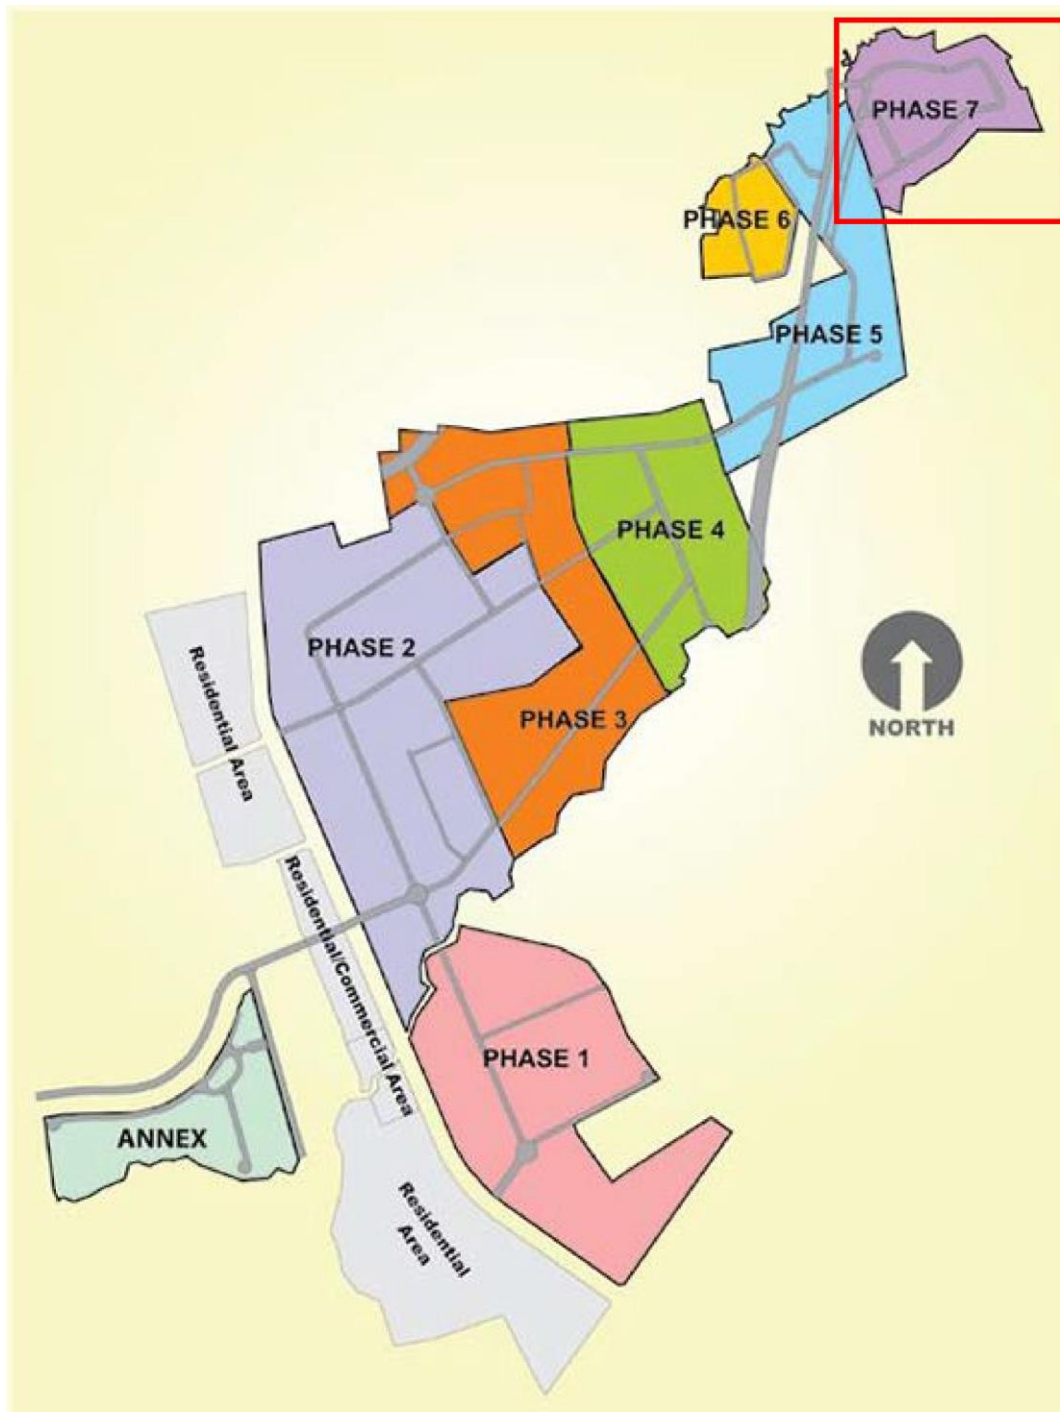 PHASE 7
PHASE 6
PHASE 5
PHASE 4
PHASE 2
PHASE 3
NORTH
Residential Area
Residential/Commercial Area
PHASE 1
ANNEX
Residential
Area